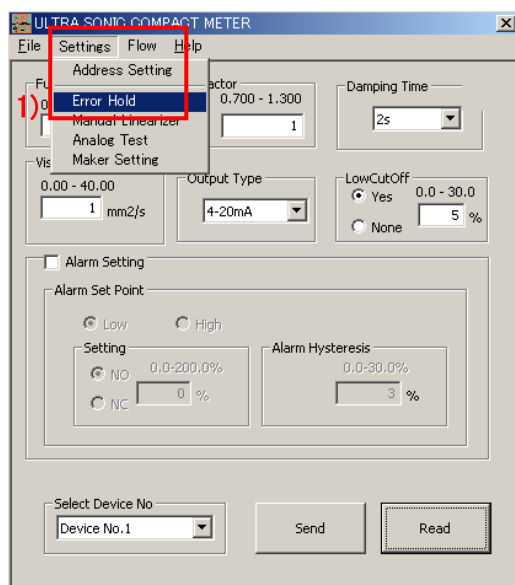 ULTRA SONIC COMPACT METER
File Settings Flow Help
Address Setting
Error Hold
Manual Linearizer
Analog Test
Maker Setting
1)
0.700 - 1.300
1
Damping Time
2s
0.00 - 40.00
1 mm2/s
Output Type
4-20mA
LowCutOff
Yes 0.0 - 30.0
5 %
None
Alarm Setting
Alarm Set Point
Low High
Setting
NO 0.0-200.0%
NC 0 %
Alarm Hysteresis
0.0-30.0%
3 %
Select Device No
Device No.1
Send
Read